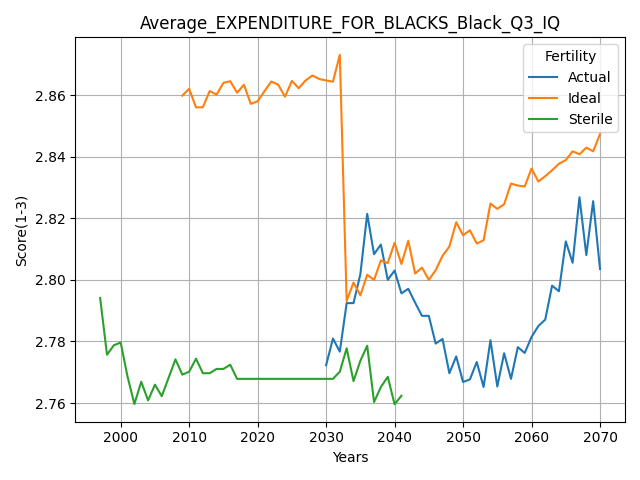 Average_EXPENDITURE_FOR_BLACKS_Black_Q3_IQ
Fertility
Actual
Ideal
Sterile
Score(1-3)
2.86
2.84
2.82
2.80
2.78
2.76
2000 2010 2020 2030 2040 2050 2060 2070
Years